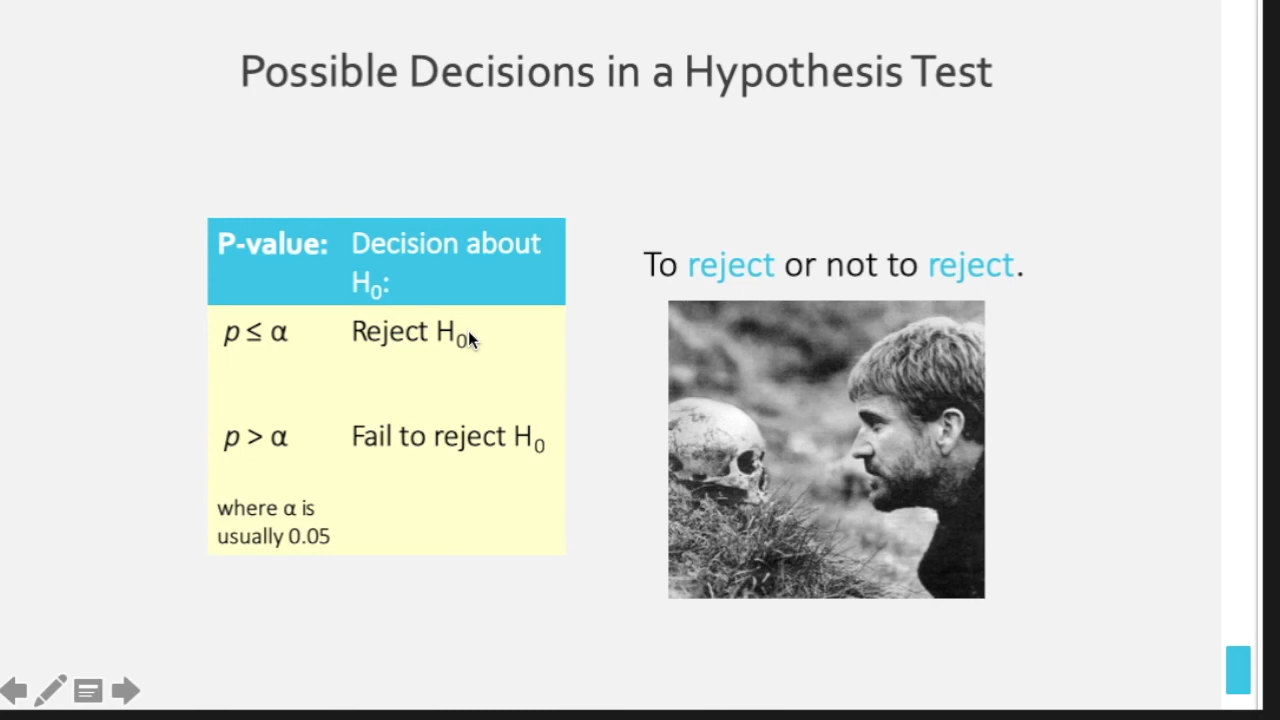 Possible Decisions in a Hypothesis Test
P-value: Decision about
H₀:
p ≤ α Reject H₀
p > α Fail to reject H₀
where α is
usually 0.05
To reject or not to reject.